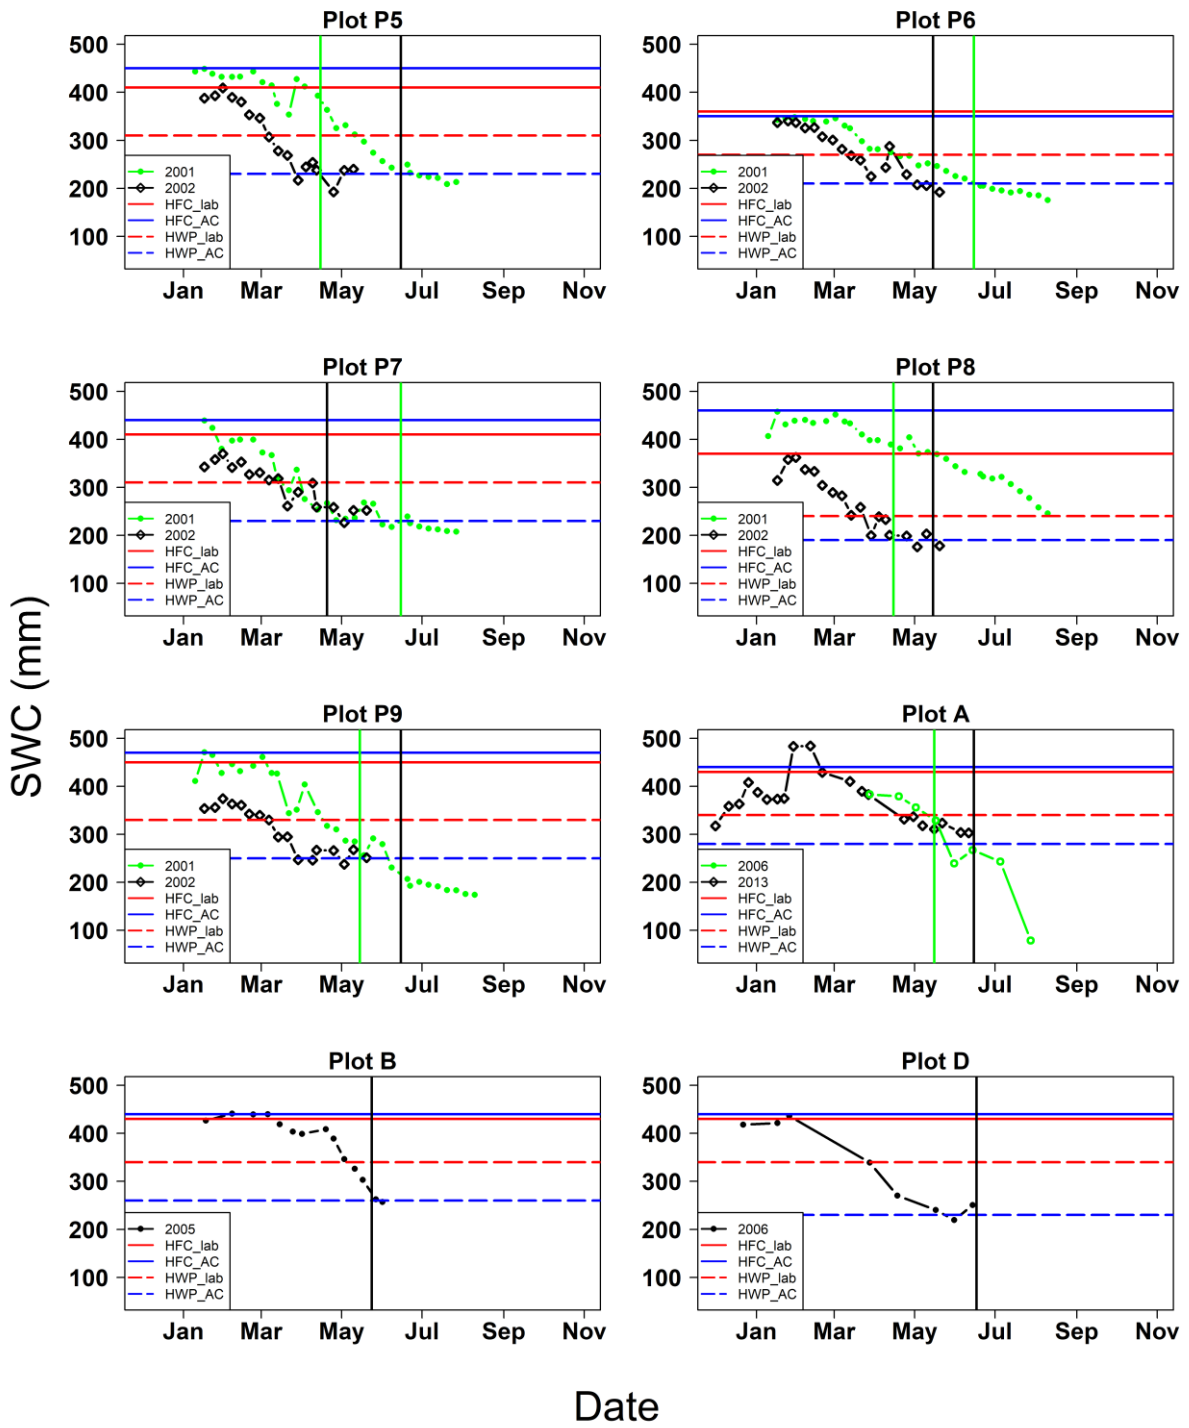 Plot P5
500
400
300
200
100
2001
2002
HFC_lab
HFC_AC
HWP_lab
HWP_AC
Jan Mar May Jul Sep Nov
Plot P6
500
400
300
200
100
2001
2002
HFC_lab
HFC_AC
HWP_lab
HWP_AC
Jan Mar May Jul Sep Nov
Plot P7
500
400
300
200
100
2001
2002
HFC_lab
HFC_AC
HWP_lab
HWP_AC
Jan Mar May Jul Sep Nov
Plot P8
500
400
300
200
100
2001
2002
HFC_lab
HFC_AC
HWP_lab
HWP_AC
Jan Mar May Jul Sep Nov
SWC (mm)
Plot P9
500
400
300
200
100
2001
2002
HFC_lab
HFC_AC
HWP_lab
HWP_AC
Jan Mar May Jul Sep Nov
Plot A
500
400
300
200
100
2006
2013
HFC_lab
HFC_AC
HWP_lab
HWP_AC
Jan Mar May Jul Sep Nov
Plot B
500
400
300
200
100
2005
HFC_lab
HFC_AC
HWP_lab
HWP_AC
Jan Mar May Jul Sep Nov
Plot D
500
400
300
200
100
2006
HFC_lab
HFC_AC
HWP_lab
HWP_AC
Jan Mar May Jul Sep Nov
Date